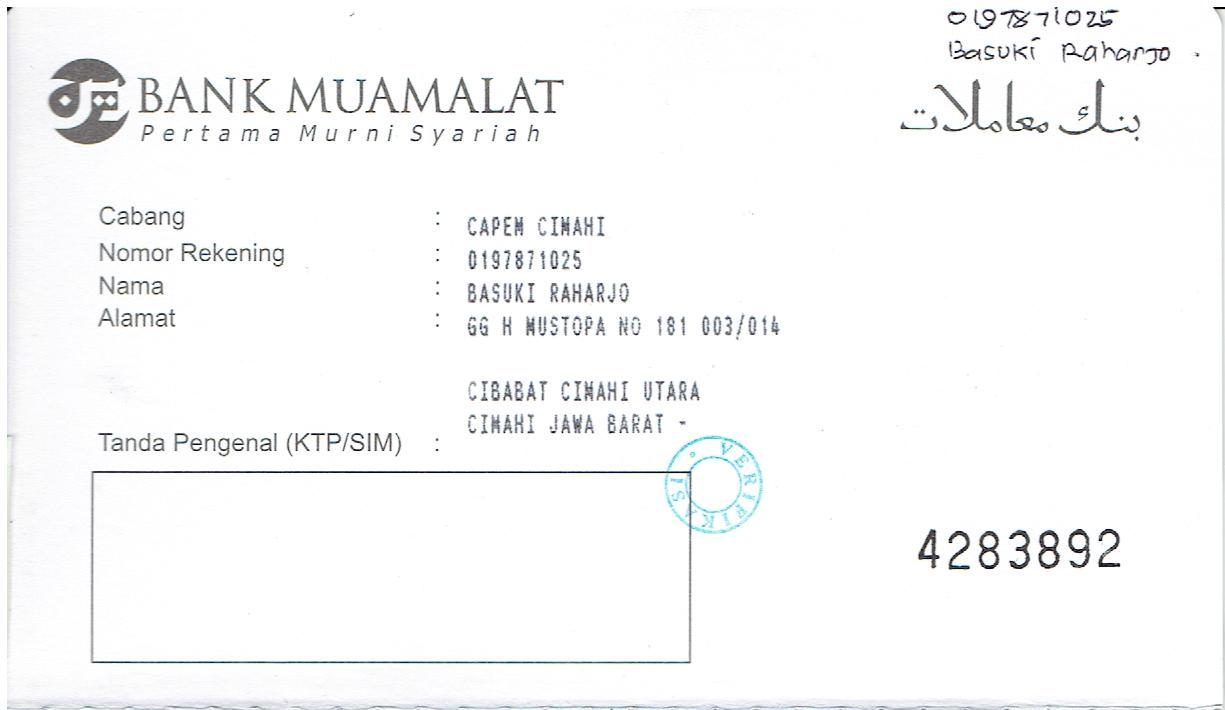 0197871025
Basuki Raharjo.
BANK MUAMALAT
Pertama Murni Syariah
بنك معاملات
Cabang : CAPEM CIMAHI
Nomor Rekening : 0197871025
Nama : BASUKI RAHARJO
Alamat : GG H MUSTOPA NO 181 003/014
CIBABAT CIMAHI UTARA
CIMAHI JAWA BARAT -
Tanda Pengenal (KTP/SIM) :
VERIFIKASI
4283892